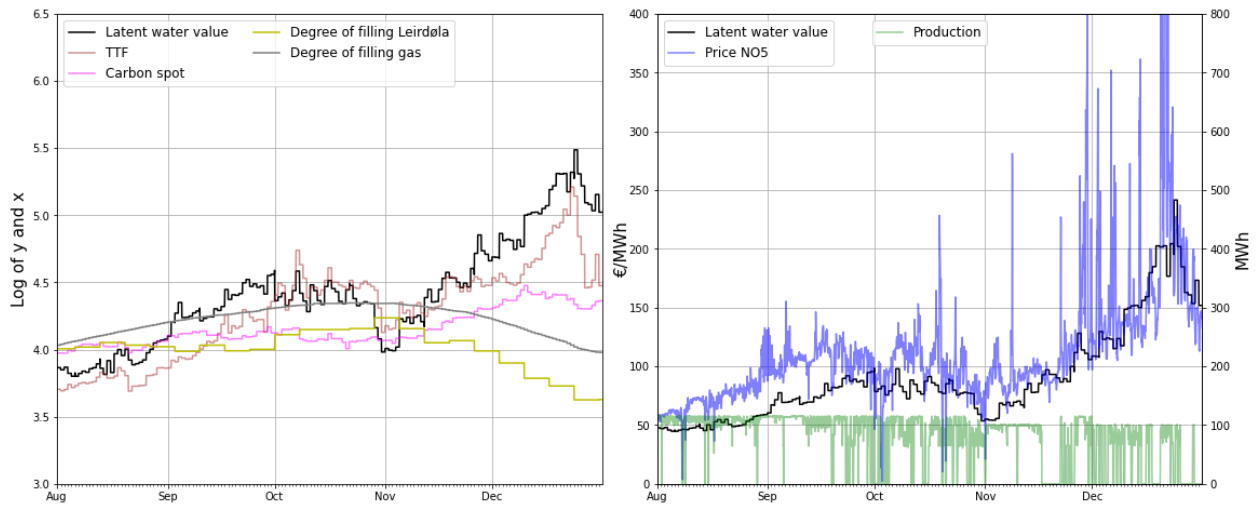 Latent water value
TTF
Carbon spot
Degree of filling Leirdøla
Degree of filling gas
Log of y and x
6.5
6.0
5.5
5.0
4.5
4.0
3.5
3.0
Aug Sep Oct Nov Dec
Latent water value
Price NO5
Production
€/MWh
400
350
300
250
200
150
100
50
0
800
700
600
500
400
300
200
100
0
MWh
Aug Sep Oct Nov Dec